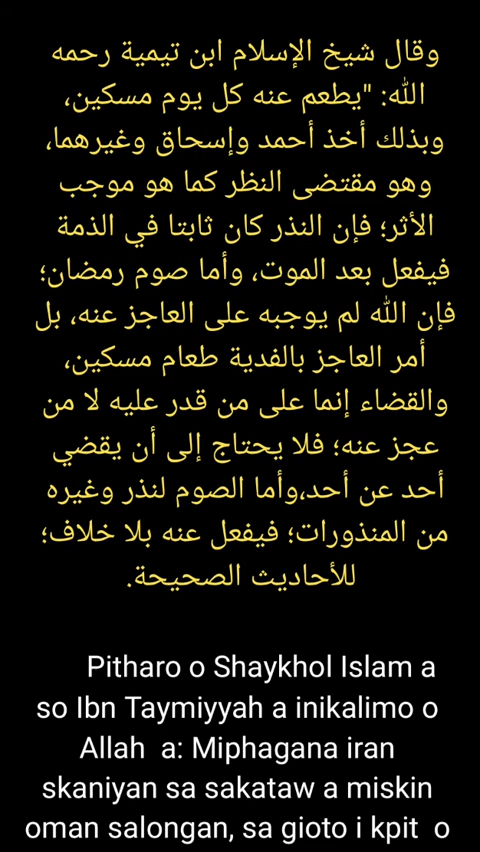 وقال شيخ الإسلام ابن تيمية رحمه
الله: "يطعم عنه كل يوم مسكين،
وبذلك أخذ أحمد وإسحاق وغيرهما،
وهو مقتضى النظر كما هو موجب
الأثر؛ فإن النذر كان ثابتا في الذمة
فيفعل بعد الموت، وأما صوم رمضان؛
فإن الله لم يوجبه على العاجز عنه، بل
أمر العاجز بالفدية طعام مسكين،
والقضاء إنما على من قدر عليه لا من
عجز عنه؛ فلا يحتاج إلى أن يقضي
أحد عن أحد،وأما الصوم لنذر وغيره
من المنذورات؛ فيفعل عنه بلا خلاف؛
للأحاديث الصحيحة.
Pitharo o Shaykhol Islam a
so Ibn Taymiyyah a inikalimo o
Allah a: Miphagana iran
skaniyan sa sakataw a miskin
oman salongan, sa gioto i kpit o